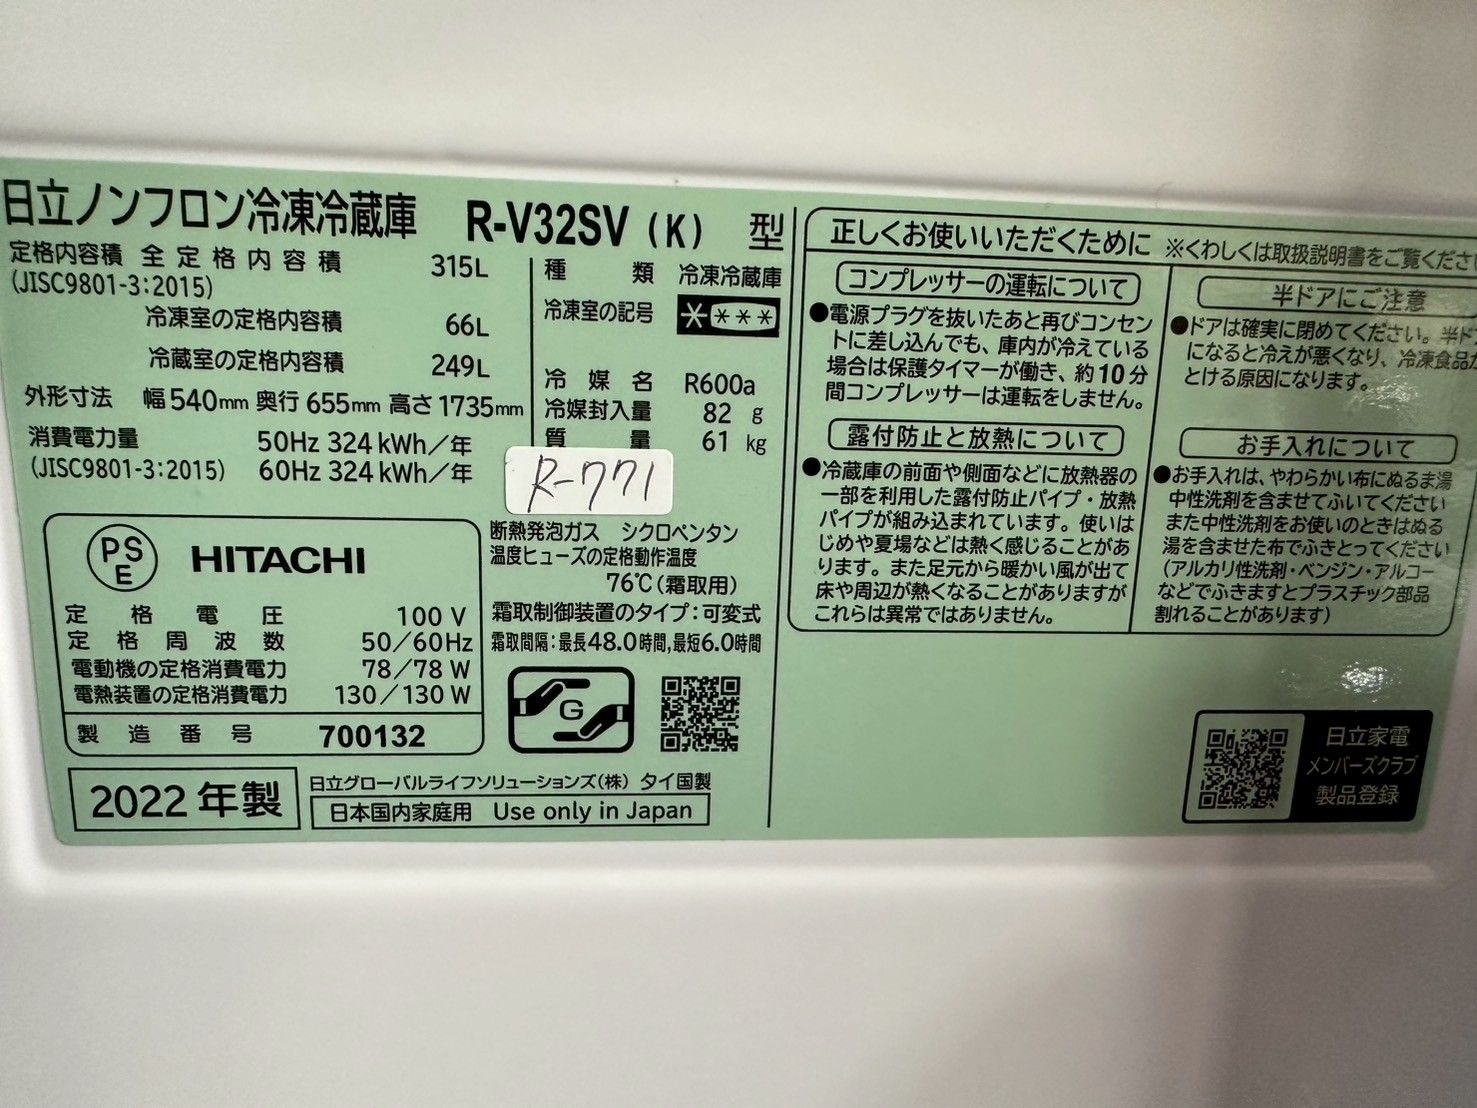 日立ノンフロン冷凍冷蔵庫 R-V32SV (K) 型
定格内容積 全定格内容積 315L
(JISC9801-3:2015)
冷凍室の定格内容積 66L
冷蔵室の定格内容積 249L
外形寸法 幅540mm 奥行655mm 高さ1735mm
消費電力量 50Hz 324kWh/年
(JISC9801-3:2015) 60Hz 324kWh/年
種類 冷凍冷蔵庫
冷凍室の記号
冷媒名 R600a
冷媒封入量 82 g
質量 61 kg
R-771
PSE HITACHI
定格電圧 100 V
定格周波数 50/60Hz
電動機の定格消費電力 78/78 W
電熱装置の定格消費電力 130/130 W
製造番号 700132
断熱発泡ガス シクロペンタン
温度ヒューズの定格動作温度
76℃(霜取用)
霜取制御装置のタイプ:可変式
霜取間隔:最長48.0時間,最短6.0時間
G
2022年製
日立グローバルライフソリューションズ(株) タイ国製
日本国内家庭用 Use only in Japan
正しくお使いいただくために ※くわしくは取扱説明書をご覧くださ
コンプレッサーの運転について
●電源プラグを抜いたあと再びコンセン
トに差し込んでも、庫内が冷えている
場合は保護タイマーが働き、約10分
間コンプレッサーは運転をしません。
露付防止と放熱について
●冷蔵庫の前面や側面などに放熱器の
一部を利用した露付防止パイプ・放熱
パイプが組み込まれています。使いは
じめや夏場などは熱く感じることがあ
ります。また足元から暖かい風が出て
床や周辺が熱くなることがありますが
これらは異常ではありません。
半ドアにご注意
●ドアは確実に閉めてください。半ド
になると冷えが悪くなり、冷凍食品が
とける原因になります。
お手入れについて
●お手入れは、やわらかい布にぬるま湯
中性洗剤を含ませてふいてください
また中性洗剤をお使いのときはぬる
湯を含ませた布でふきとってください
(アルカリ性洗剤・ベンジン・アルコー
などでふきますとプラスチック部品
割れることがあります)
日立家電
メンバーズクラブ
製品登録